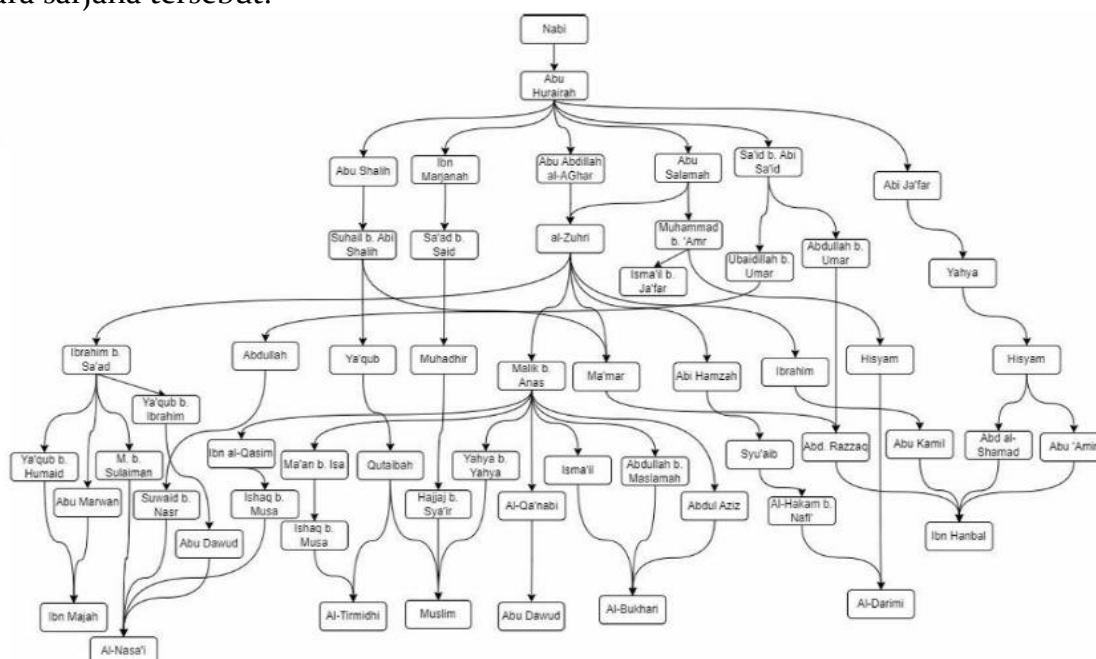 sarjana tersebut.
Nabi
Abu
Hurairah
Abu Shalih
Ibn
Marjanah
Abu Abdillah
al-AGhar
Abu
Salamah
Sa'id b. Abi
Sa'id
Abi Ja'far
Suhail b. Abi
Shalih
Sa'ad b.
Said
al-Zuhri
Muhammad
b. 'Amr
Isma'il b.
Ja'far
Ubaidillah b.
Umar
Abdullah b.
Umar
Yahya
Ibrahim b.
Sa'ad
Abdullah
Ya'qub
Muhadhir
Malik b.
Anas
Ma'mar
Abi Hamzah
Ibrahim
Hisyam
Hisyam
Ya'qub b.
Ibrahim
Ya'qub b.
Humaid
Abu Marwan
M. b.
Sulaiman
Suwaid b.
Nasr
Abu Dawud
Ibn al-Qasim
Ishaq b.
Musa
Ma'an b. Isa
Ishaq b.
Musa
Qutaibah
Hajjaj b.
Sya'ir
Yahya b.
Yahya
Al-Qa'nabi
Isma'il
Abdullah b.
Maslamah
Abdul Aziz
Syu'aib
Al-Hakam b.
Nafi'
Abd. Razzaq
Abu Kamil
Abd al-
Shamad
Abu 'Amir
Ibn Hanbal
Ibn Majah
Al-Nasa'i
Al-Tirmidhi
Muslim
Abu Dawud
Al-Bukhari
Al-Darimi